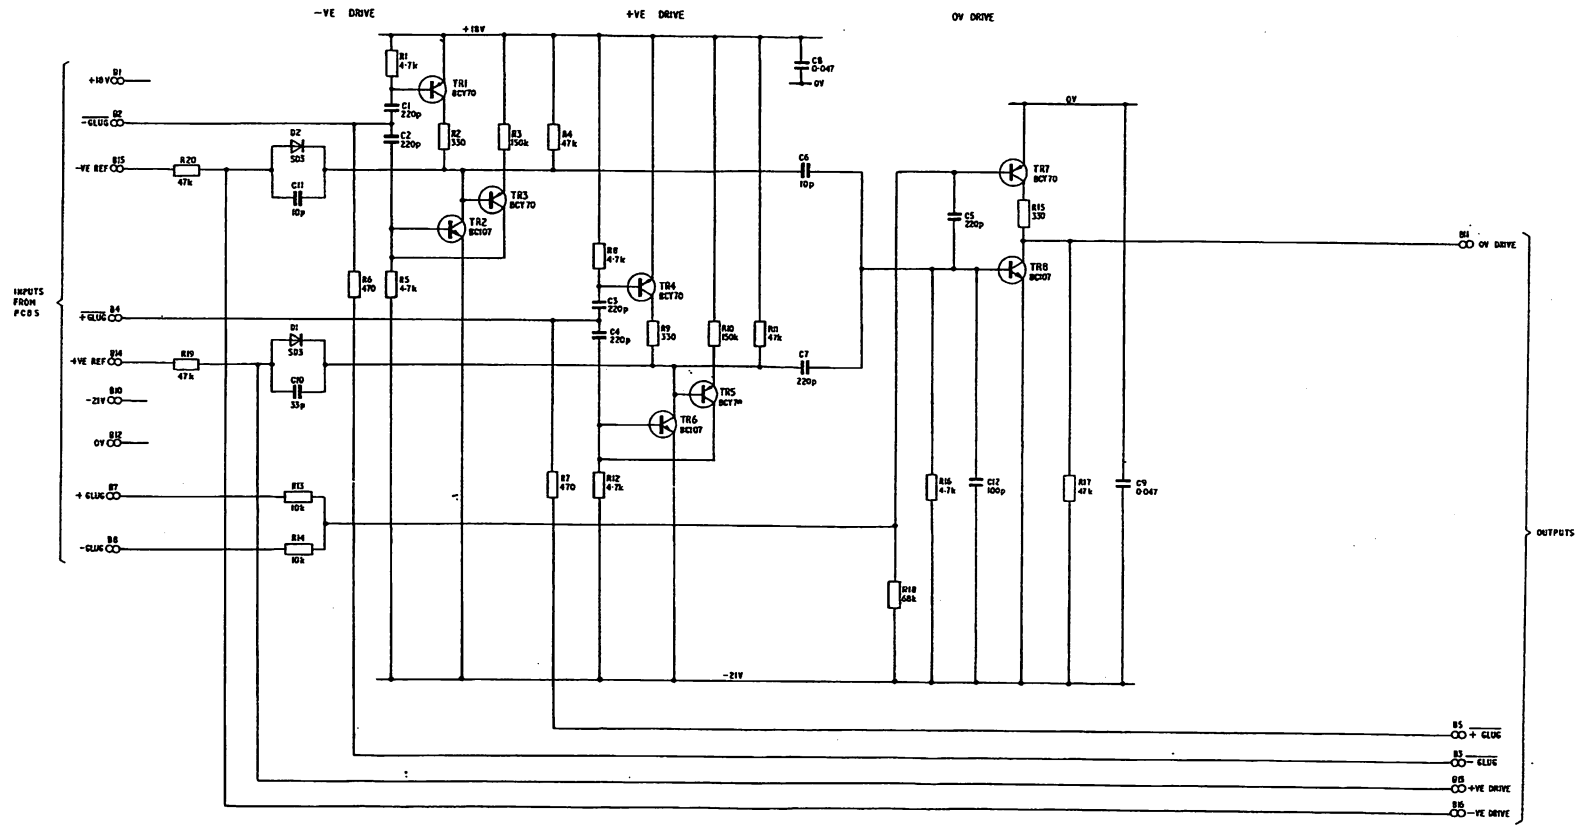 -VE DRIVE
+VE DRIVE
0V DRIVE
+18V
R1
4·7k
TR1
BCY70
C8
0·047
0V
B1
+18V
C1
220p
0V
B2
-GLUG
D2
SD3
C2
220p
R2
330
R3
150k
R4
47k
B15
-VE REF
R20
47k
C11
10p
C6
10p
TR7
BCY70
TR3
BCY70
TR2
BC107
C5
220p
R15
330
B11
0V DRIVE
R8
4·7k
INPUTS
FROM
PCBS
R6
470
R5
4·7k
TR4
BCY70
TR8
BC107
B4
+GLUG
C3
220p
D1
SD3
C4
220p
R9
330
R10
150k
R11
47k
B14
+VE REF
R19
47k
C10
33p
C7
220p
B10
-21V
TR5
BCY70
TR6
BC107
B12
0V
B7
+ GLUG
R13
10k
R7
470
R12
4·7k
R16
4·7k
C12
100p
R17
47k
C9
0·047
-GLUG
R14
10k
OUTPUTS
R18
68k
-21V
B5
+ GLUG
B3
- GLUG
+VE DRIVE
B16
-VE DRIVE